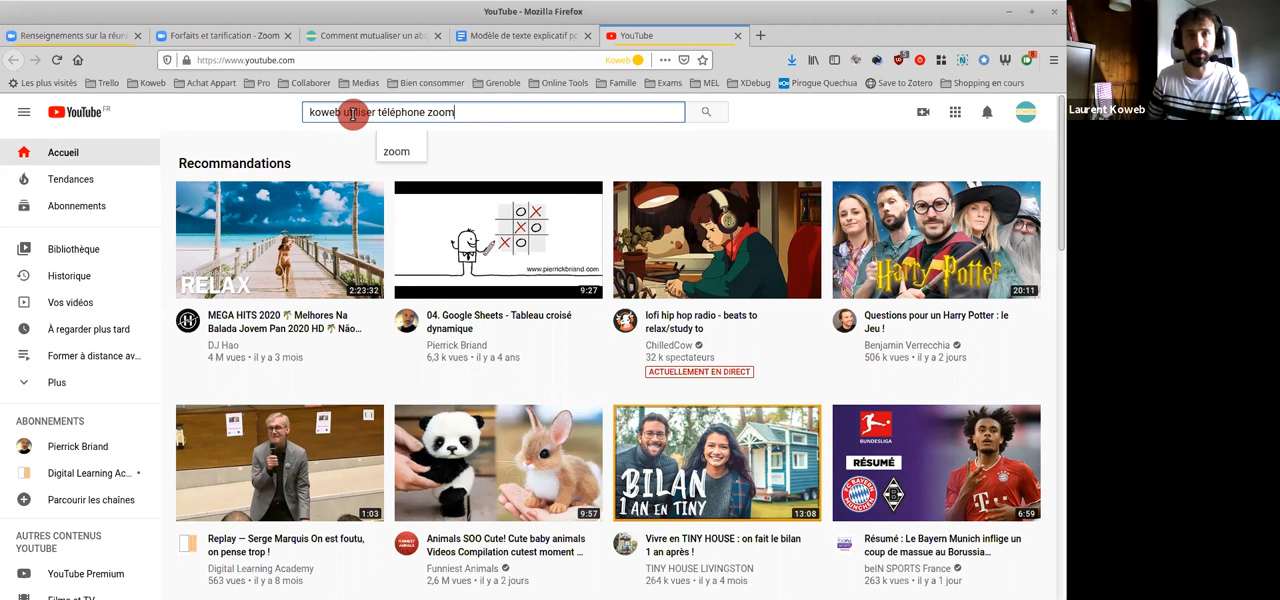 YouTube - Mozilla Firefox
Renseignements sur la réuni
Forfaits et tarification - Zoom
Comment mutualiser un abo
Modèle de texte explicatif po
YouTube
https://www.youtube.com
Koweb
Les plus visités
Trello
Koweb
Achat Appart
Pro
Collaborer
Medias
Bien consommer
Grenoble
Online Tools
Famille
Exams
MEL
XDebug
Pirogue Quechua
Save to Zotero
Shopping en cours
Laurent Koweb
YouTube FR
koweb utiliser téléphone zoom
zoom
Accueil
Tendances
Abonnements
Bibliothèque
Historique
Vos vidéos
À regarder plus tard
Former à distance av...
Plus
ABONNEMENTS
Pierrick Briand
Digital Learning Ac...
Parcourir les chaînes
AUTRES CONTENUS
YOUTUBE
YouTube Premium
Films et TV
Recommandations
RELAX
2:23:32
MEGA HITS 2020 🌴 Melhores Na
Balada Jovem Pan 2020 HD 🌴 Não...
DJ Hao
4 M vues • il y a 3 mois
www.pierrickbriand.com
9:27
04. Google Sheets - Tableau croisé
dynamique
Pierrick Briand
6,3 k vues • il y a 4 ans
lofi hip hop radio - beats to
relax/study to
ChilledCow
32 k spectateurs
ACTUELLEMENT EN DIRECT
Harry Potter
20:11
Questions pour un Harry Potter : le
Jeu !
Benjamin Verrecchia
506 k vues • il y a 2 jours
1:03
Replay — Serge Marquis On est foutu,
on pense trop !
Digital Learning Academy
563 vues • il y a 8 mois
9:57
Animals SOO Cute! Cute baby animals
Videos Compilation cutest moment ...
Funniest Animals
2,6 M vues • il y a 2 jours
BILAN
1 AN EN TINY
13:08
Vivre en TINY HOUSE : on fait le bilan
1 an après !
TINY HOUSE LIVINGSTON
264 k vues • il y a 4 mois
BUNDESLIGA
RÉSUMÉ
6:59
Résumé : Le Bayern Munich inflige un
coup de massue au Borussia...
beIN SPORTS France
263 k vues • il y a 1 jour